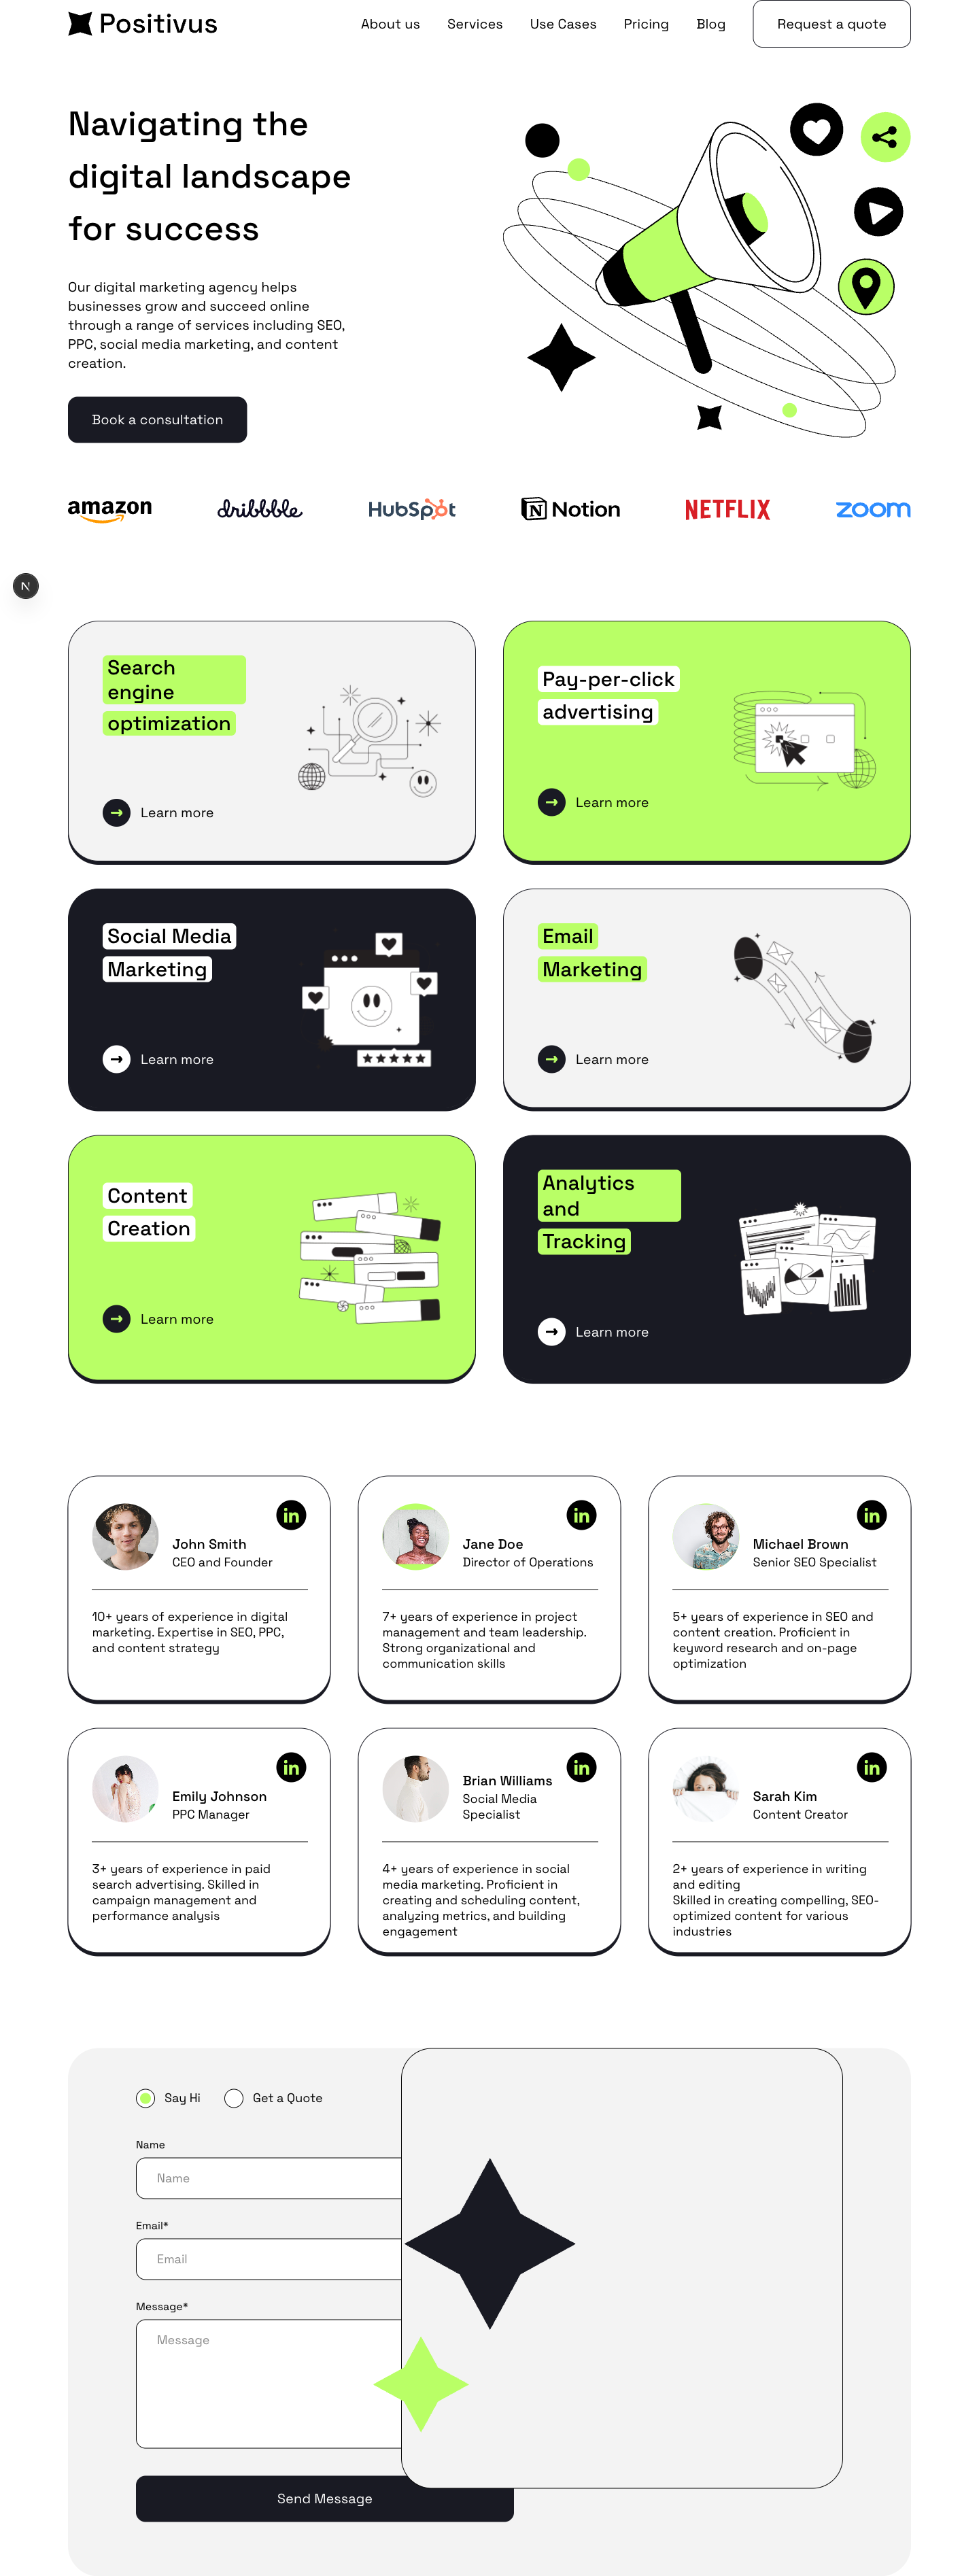 Positivus
About us
Services
Use Cases
Pricing
Blog
Request a quote
Navigating the
digital landscape
for success
Our digital marketing agency helps
businesses grow and succeed online
through a range of services including SEO,
PPC, social media marketing, and content
creation.
Book a consultation
amazon
dribbble
HubSpot
Notion
NETFLIX
zoom
N
Search
engine
optimization
Learn more
Pay-per-click
advertising
Learn more
Social Media
Marketing
Learn more
Email
Marketing
Learn more
Content
Creation
Learn more
Analytics
and
Tracking
Learn more
in
John Smith
CEO and Founder
10+ years of experience in digital
marketing. Expertise in SEO, PPC,
and content strategy
in
Jane Doe
Director of Operations
7+ years of experience in project
management and team leadership.
Strong organizational and
communication skills
in
Michael Brown
Senior SEO Specialist
5+ years of experience in SEO and
content creation. Proficient in
keyword research and on-page
optimization
in
Emily Johnson
PPC Manager
3+ years of experience in paid
search advertising. Skilled in
campaign management and
performance analysis
in
Brian Williams
Social Media
Specialist
4+ years of experience in social
media marketing. Proficient in
creating and scheduling content,
analyzing metrics, and building
engagement
in
Sarah Kim
Content Creator
2+ years of experience in writing
and editing
Skilled in creating compelling, SEO-
optimized content for various
industries
Say Hi
Get a Quote
Name
Name
Email*
Email
Message*
Message
Send Message